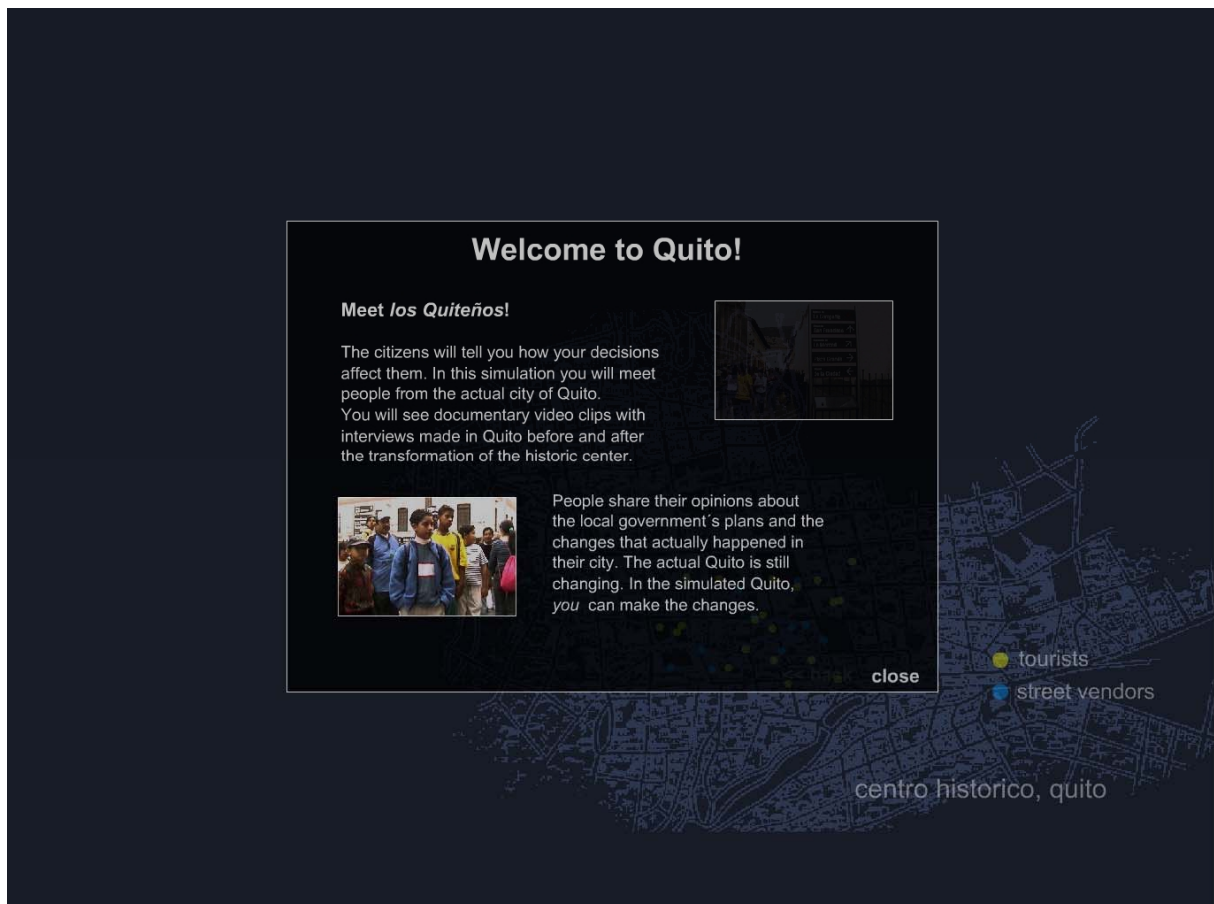 Welcome to Quito!
Meet los Quiteños!
The citizens will tell you how your decisions
affect them. In this simulation you will meet
people from the actual city of Quito.
You will see documentary video clips with
interviews made in Quito before and after
the transformation of the historic center.
People share their opinions about
the local government´s plans and the
changes that actually happened in
their city. The actual Quito is still
changing. In the simulated Quito,
you can make the changes.
close
tourists
street vendors
centro historico, quito